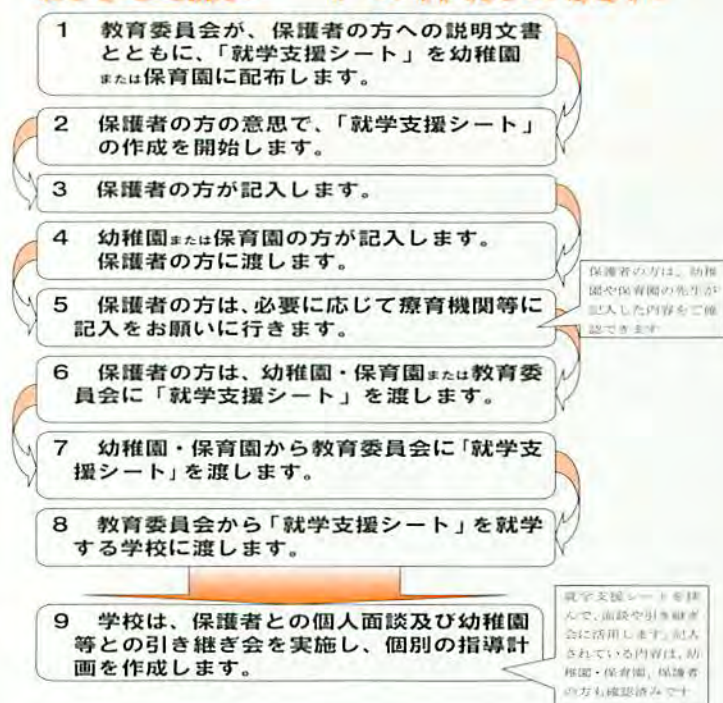 1 教育委員会が、保護者の方への説明文書
とともに、「就学支援シート」を幼稚園
または保育園に配布します。
2 保護者の方の意思で、「就学支援シート」
の作成を開始します。
3 保護者の方が記入します。
4 幼稚園または保育園の方が記入します。
保護者の方に渡します。
保護者の方は、幼稚
園や保育園の先生が
記入した内容をご確
認できます
5 保護者の方は、必要に応じて療育機関等に
記入をお願いに行きます。
6 保護者の方は、幼稚園・保育園または教育委
員会に「就学支援シート」を渡します。
7 幼稚園・保育園から教育委員会に「就学支
援シート」を渡します。
8 教育委員会から「就学支援シート」を就学
する学校に渡します。
9 学校は、保護者との個人面談及び幼稚園
等との引き継ぎ会を実施し、個別の指導計
画を作成します。
就学支援シートを挟
んで、面談や引き継ぎ
会に活用します。記入
されている内容は、幼
稚園・保育園、保護者
の方も確認済みです